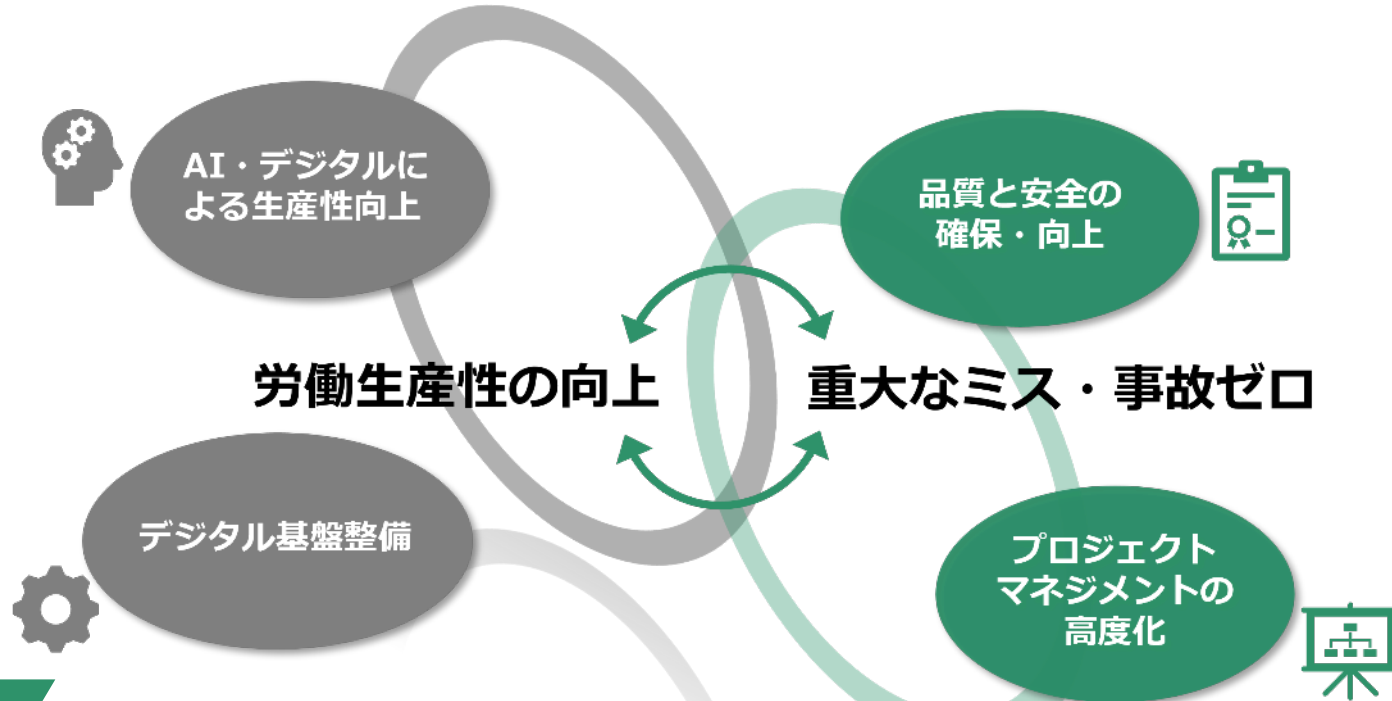 AI・デジタルに
よる生産性向上
品質と安全の
確保・向上
労働生産性の向上
重大なミス・事故ゼロ
デジタル基盤整備
プロジェクト
マネジメントの
高度化